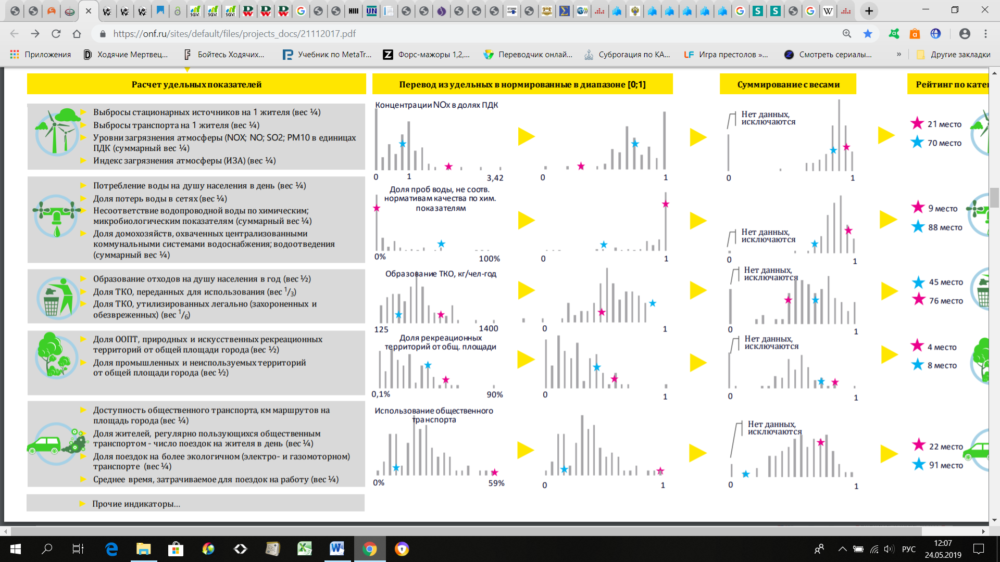 https://onf.ru/sites/default/files/projects_docs/21112017.pdf
Приложения
Ходячие Мертвец...
Бойтесь Ходячих...
Учебник по MetaTr...
Форс-мажоры 1,2,...
Переводчик онлай...
Суброгация по КА...
Игра престолов »...
Смотреть сериалы...
»
Другие закладки
Расчет удельных показателей
Перевод из удельных в нормированные в диапазоне [0;1]
Суммирование с весами
Рейтинг по кате
Выбросы стационарных источников на 1 жителя (вес ¼)
Выбросы транспорта на 1 жителя (вес ¼)
Уровни загрязнения атмосферы (NOX; NO; SO2; PM10 в единицах
ПДК (суммарный вес ¼)
Индекс загрязнения атмосферы (ИЗА) (вес ¼)
Концентрации NOx в долях ПДК
0 1 3,42
0 1
Нет данных,
исключаются
0 1
21 место
70 место
Потребление воды на душу населения в день (вес ¼)
Доля потерь воды в сетях (вес ¼)
Несоответствие водопроводной воды по химическим;
микробиологическим показателям (суммарный вес ¼)
Доля домохозяйств, охваченных централизованными
коммунальными системами водоснабжения; водоотведения
(суммарный вес ¼)
Доля проб воды, не соотв.
нормативам качества по хим.
показателям
0% 100%
0 1
Нет данных,
исключаются
0 1
9 место
88 место
Образование отходов на душу населения в год (вес ½)
Доля ТКО, переданных для использования (вес 1/3)
Доля ТКО, утилизированных легально (захороненных и
обезвреженных) (вес 1/6)
Образование ТКО, кг/чел-год
125 1400
0 1
Нет данных,
исключаются
0 1
45 место
76 место
Доля ООПТ, природных и искусственных рекреационных
территорий от общей площади города (вес ½)
Доля промышленных и неиспользуемых территорий
от общей площади города (вес ½)
Доля рекреационных
территорий от общ. площади
0,1% 90%
0 1
Нет данных,
исключаются
0 1
4 место
8 место
Доступность общественного транспорта, км маршрутов на
площадь города (вес ¼)
Доля жителей, регулярно пользующихся общественным
транспортом - число поездок на жителя в день (вес ¼)
Доля поездок на более экологичном (электро- и газомоторном)
транспорте (вес ¼)
Среднее время, затрачиваемое для поездок на работу (вес ¼)
Использование общественного
транспорта
0% 59%
0 1
Нет данных,
исключаются
0 1
22 место
91 место
Прочие индикаторы...
РУС
12:07
24.05.2019